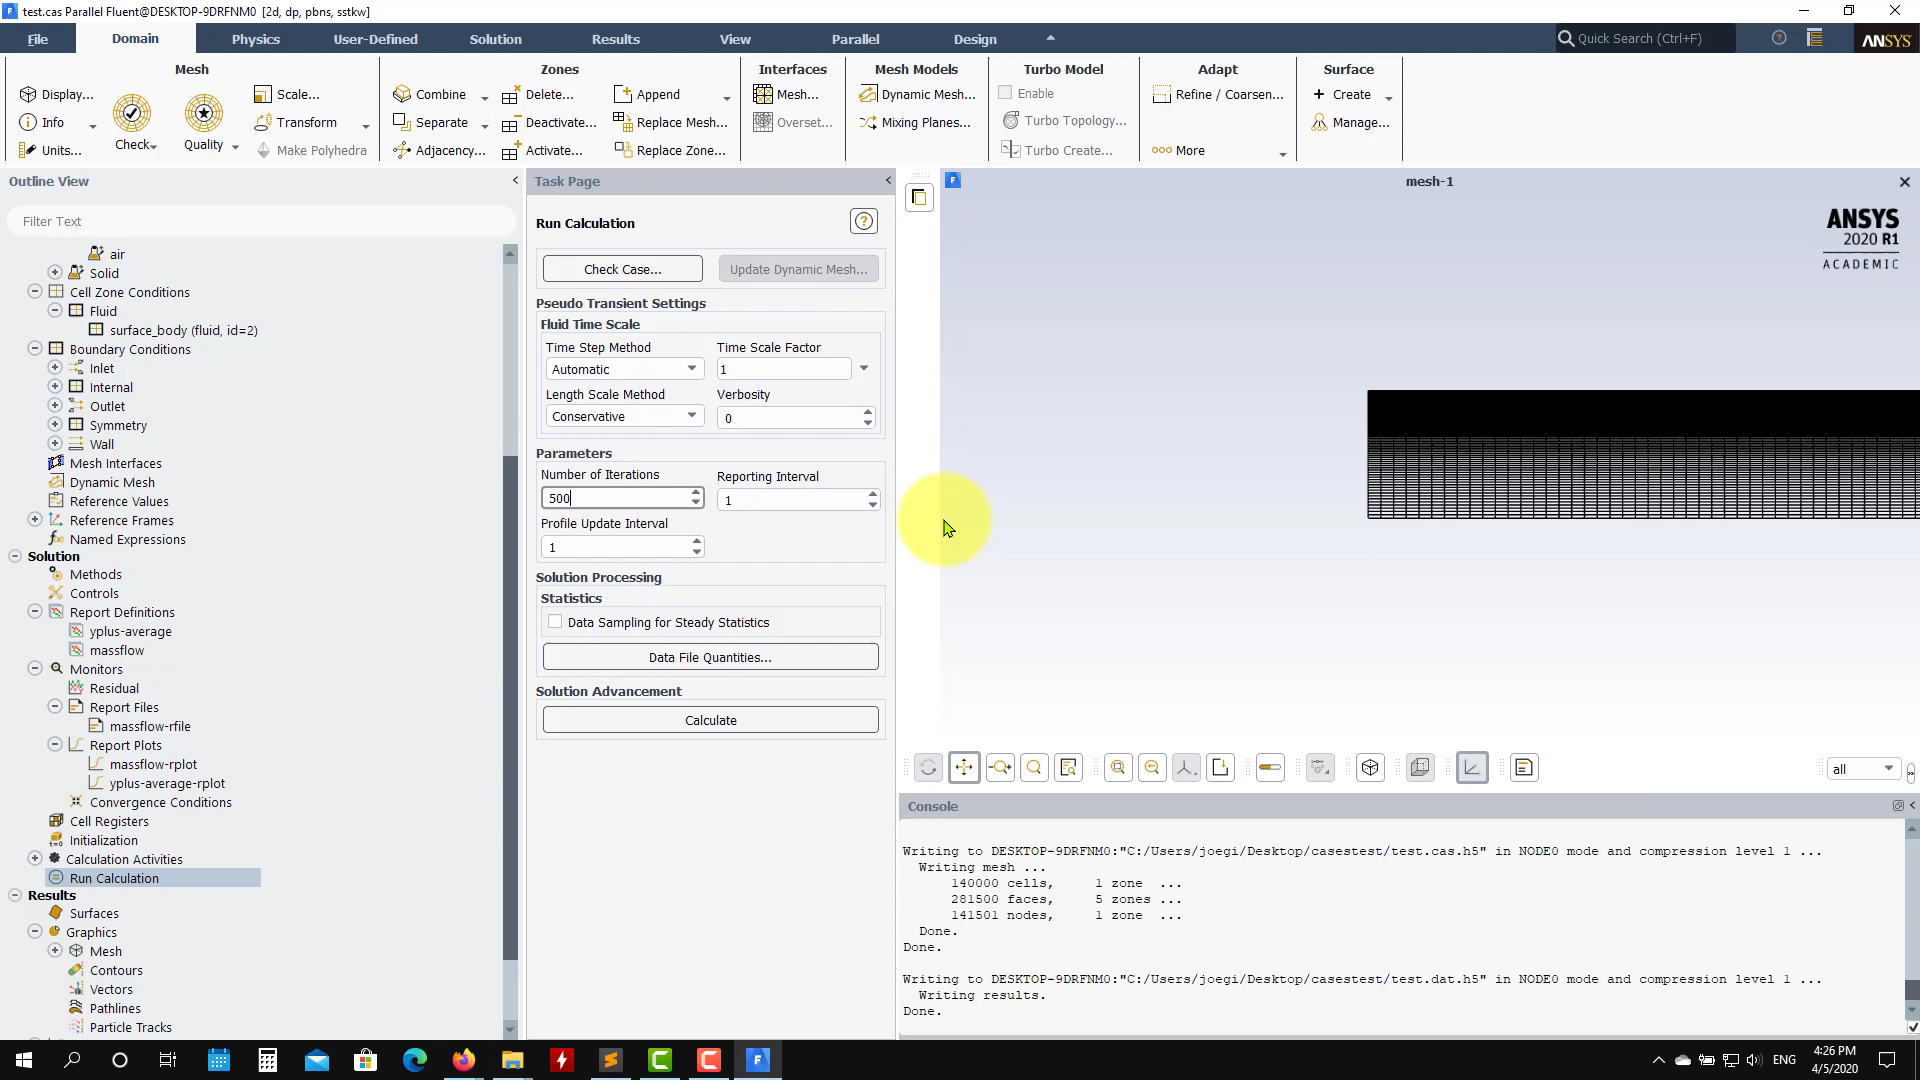 test.cas Parallel Fluent@DESKTOP-9DRFNM0 [2d, dp, pbns, sstkw]
File Domain Physics User-Defined Solution Results View Parallel Design Quick Search (Ctrl+F) ANSYS
Mesh Zones Interfaces Mesh Models Turbo Model Adapt Surface
Display... Scale... Combine Delete... Append Mesh... Dynamic Mesh... Enable Refine / Coarsen... Create
Info Check Quality Transform Separate Deactivate... Replace Mesh... Overset... Mixing Planes... Turbo Topology... Manage...
Units... Make Polyhedra Adjacency... Activate... Replace Zone... Turbo Create... More
Outline View
Filter Text
air
Solid
Cell Zone Conditions
Fluid
surface_body (fluid, id=2)
Boundary Conditions
Inlet
Internal
Outlet
Symmetry
Wall
Mesh Interfaces
Dynamic Mesh
Reference Values
Reference Frames
Named Expressions
Solution
Methods
Controls
Report Definitions
yplus-average
massflow
Monitors
Residual
Report Files
massflow-rfile
Report Plots
massflow-rplot
yplus-average-rplot
Convergence Conditions
Cell Registers
Initialization
Calculation Activities
Run Calculation
Results
Surfaces
Graphics
Mesh
Contours
Vectors
Pathlines
Particle Tracks
Task Page
Run Calculation
Check Case... Update Dynamic Mesh...
Pseudo Transient Settings
Fluid Time Scale
Time Step Method Time Scale Factor
Automatic 1
Length Scale Method Verbosity
Conservative 0
Parameters
Number of Iterations Reporting Interval
500 1
Profile Update Interval
1
Solution Processing
Statistics
Data Sampling for Steady Statistics
Data File Quantities...
Solution Advancement
Calculate
mesh-1
ANSYS
2020 R1
ACADEMIC
all
Console
Writing to DESKTOP-9DRFNM0:"C:/Users/joegi/Desktop/casestest/test.cas.h5" in NODE0 mode and compression level 1 ...
Writing mesh ...
140000 cells, 1 zone ...
281500 faces, 5 zones ...
141501 nodes, 1 zone ...
Done.
Done.
Writing to DESKTOP-9DRFNM0:"C:/Users/joegi/Desktop/casestest/test.dat.h5" in NODE0 mode and compression level 1 ...
Writing results.
Done.
ENG
4:26 PM
4/5/2020